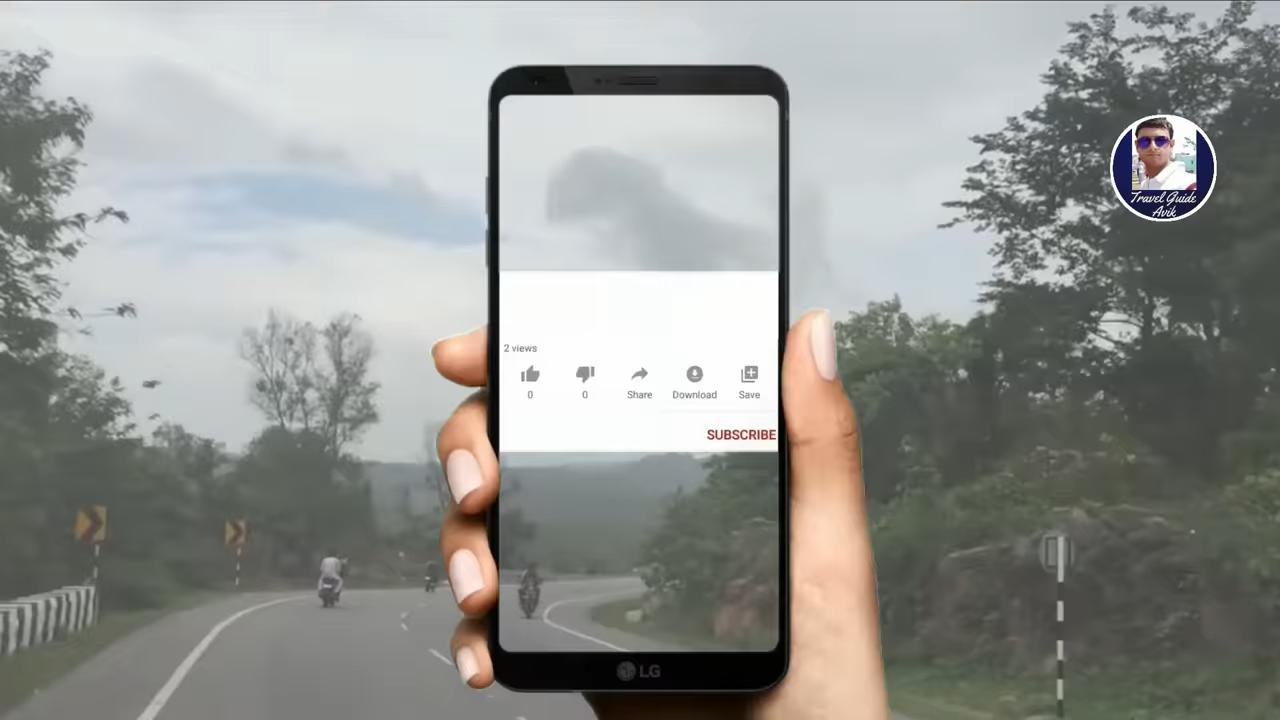 Travel Guide
Avik
2 views
0
0
Share
Download
Save
SUBSCRIBE
LG